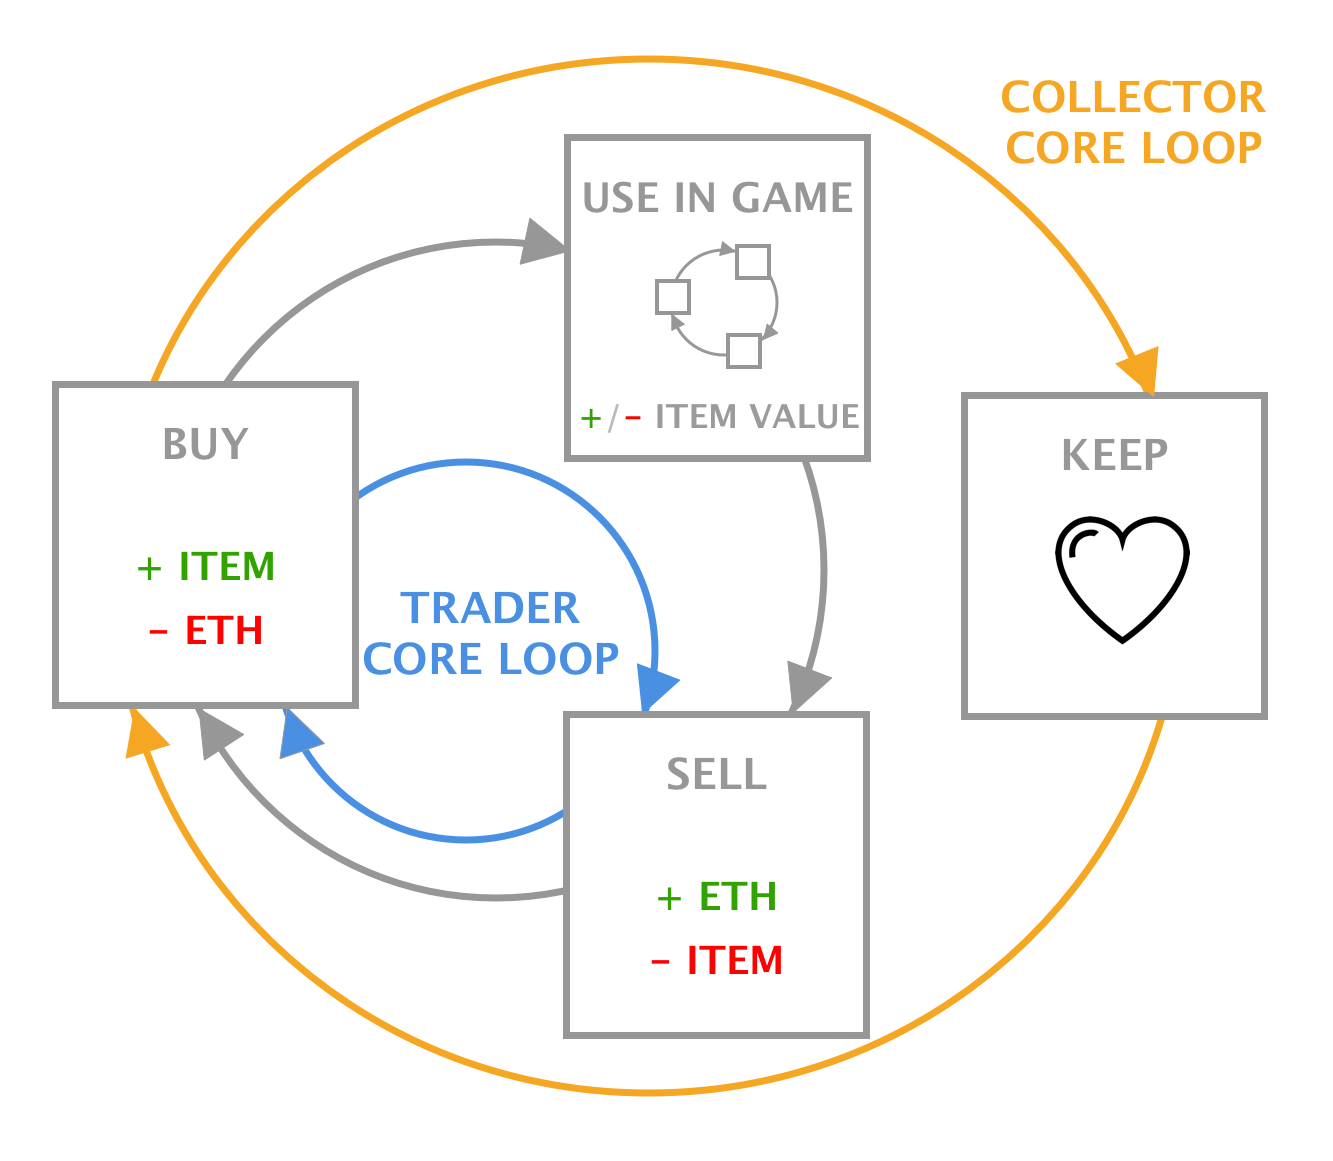 COLLECTOR
CORE LOOP
USE IN GAME
+/- ITEM VALUE
BUY
+ ITEM
- ETH
TRADER
CORE LOOP
KEEP
SELL
+ ETH
- ITEM